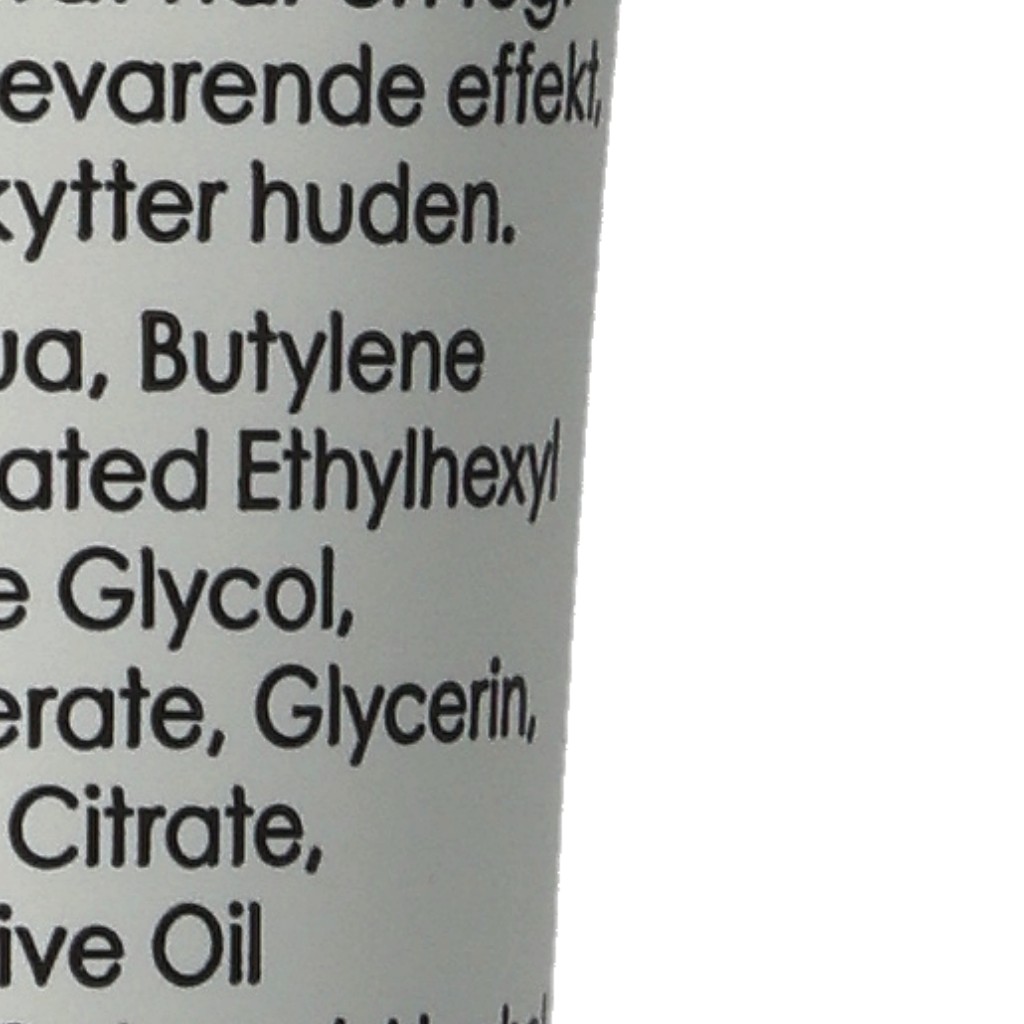 evarende effekt,
kytter huden.
ua, Butylene
ated Ethylhexyl
e Glycol,
erate, Glycerin,
Citrate,
ive Oil